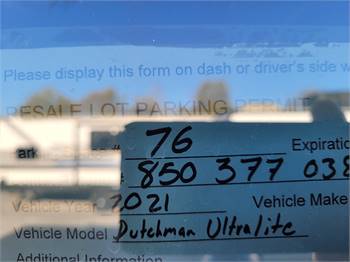 Please display this form on dash or driver's side w
RESALE LOT PARKING PERMIT
76 Expiratio
850 377 038
Vehicle Year 2021 Vehicle Make
Vehicle Model Dutchman Ultralite
Additional Information